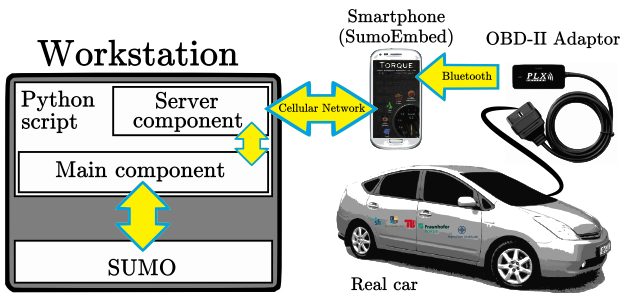 Workstation
Python
script
Server
component
Main component
SUMO
Cellular Network
Smartphone
(SumoEmbed)
TORQUE
Bluetooth
OBD-II Adaptor
PLX
Fraunhofer
Real car